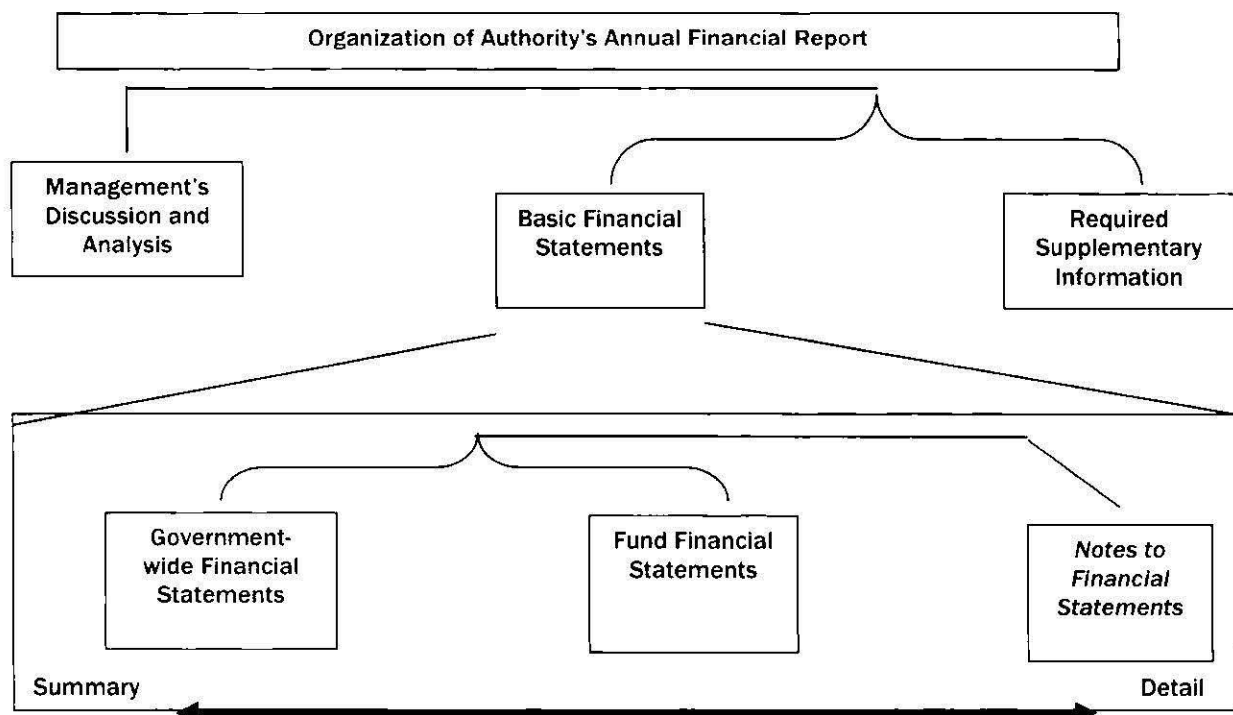 Organization of Authority's Annual Financial Report
Management's
Discussion and
Analysis
Basic Financial
Statements
Required
Supplementary
Information
Government-
wide Financial
Statements
Fund Financial
Statements
Notes to
Financial
Statements
Summary
Detail